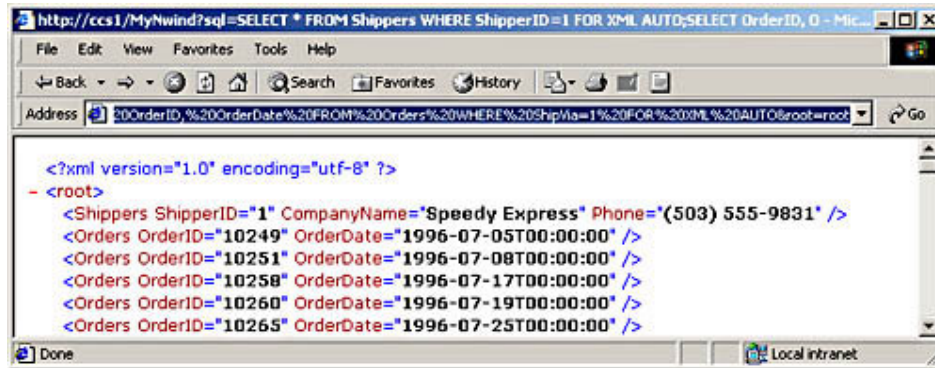 http://ccs1/MyNwind?sql=SELECT * FROM Shippers WHERE ShipperID=1 FOR XML AUTO;SELECT OrderID, O - Mic...
File Edit View Favorites Tools Help
Back Search Favorites History
Address 20OrderID,%20OrderDate%20FROM%20Orders%20WHERE%20ShipVia=1%20FOR%20XML%20AUTO&root=root Go
<?xml version="1.0" encoding="utf-8" ?>
- <root>
<Shippers ShipperID="1" CompanyName="Speedy Express" Phone="(503) 555-9831" />
<Orders OrderID="10249" OrderDate="1996-07-05T00:00:00" />
<Orders OrderID="10251" OrderDate="1996-07-08T00:00:00" />
<Orders OrderID="10258" OrderDate="1996-07-17T00:00:00" />
<Orders OrderID="10260" OrderDate="1996-07-19T00:00:00" />
<Orders OrderID="10265" OrderDate="1996-07-25T00:00:00" />
Done Local intranet